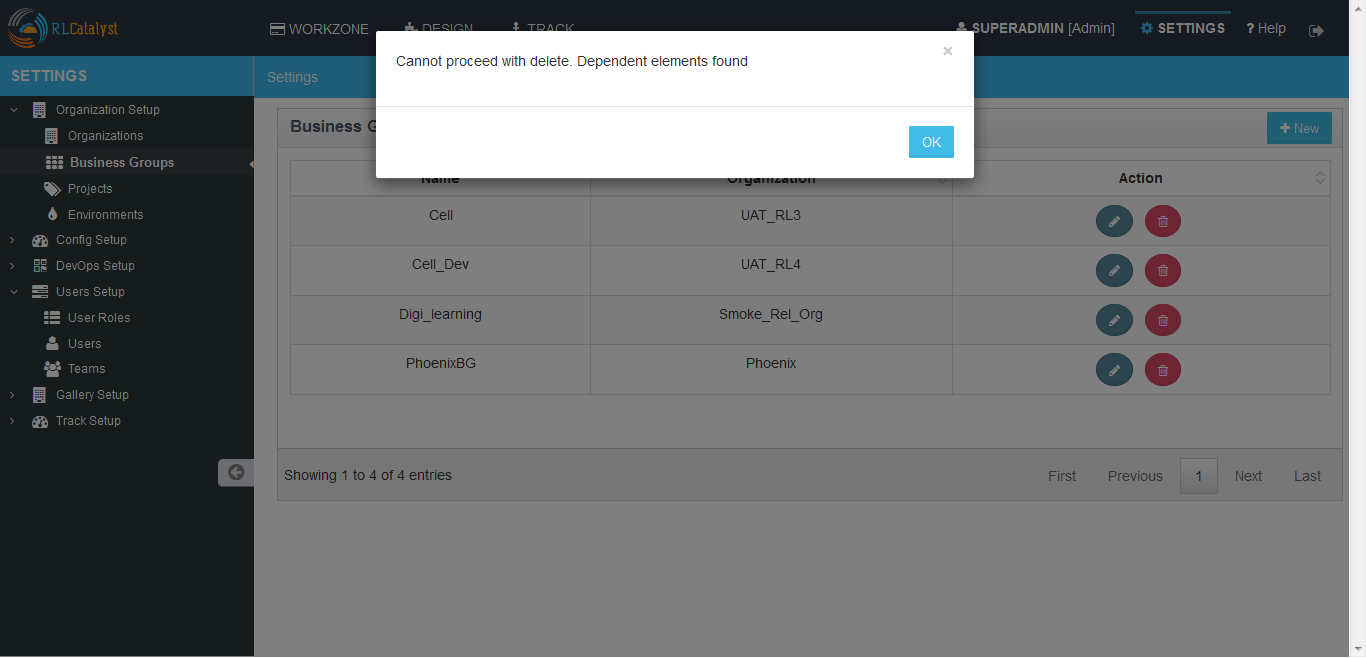 RLCatalyst
WORKZONE
DESIGN
TRACK
SUPERADMIN [Admin]
SETTINGS
? Help
Cannot proceed with delete. Dependent elements found
×
OK
SETTINGS
Settings
Organization Setup
Organizations
Business Groups
Projects
Environments
Config Setup
DevOps Setup
Users Setup
User Roles
Users
Teams
Gallery Setup
Track Setup
Business G
New
Name Organization Action
Cell UAT_RL3
Cell_Dev UAT_RL4
Digi_learning Smoke_Rel_Org
PhoenixBG Phoenix
Showing 1 to 4 of 4 entries
First Previous 1 Next Last